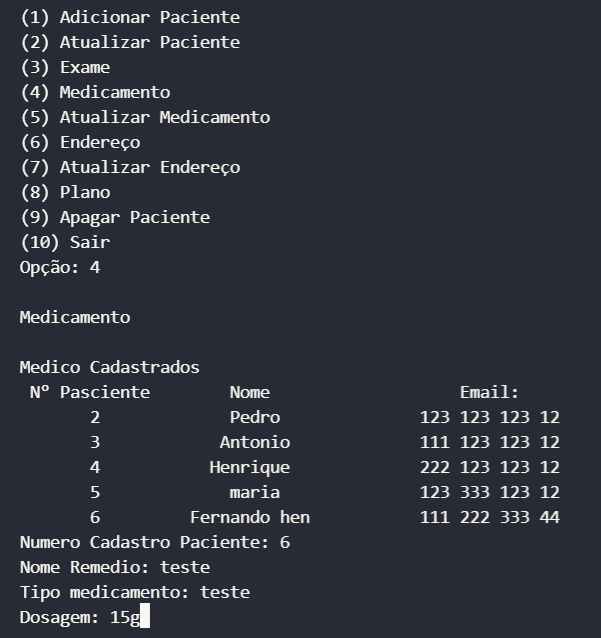 (1) Adicionar Paciente
(2) Atualizar Paciente
(3) Exame
(4) Medicamento
(5) Atualizar Medicamento
(6) Endereço
(7) Atualizar Endereço
(8) Plano
(9) Apagar Paciente
(10) Sair
Opção: 4
Medicamento
Medico Cadastrados
Nº Pasciente Nome Email:
2 Pedro 123 123 123 12
3 Antonio 111 123 123 12
4 Henrique 222 123 123 12
5 maria 123 333 123 12
6 Fernando hen 111 222 333 44
Numero Cadastro Paciente: 6
Nome Remedio: teste
Tipo medicamento: teste
Dosagem: 15g